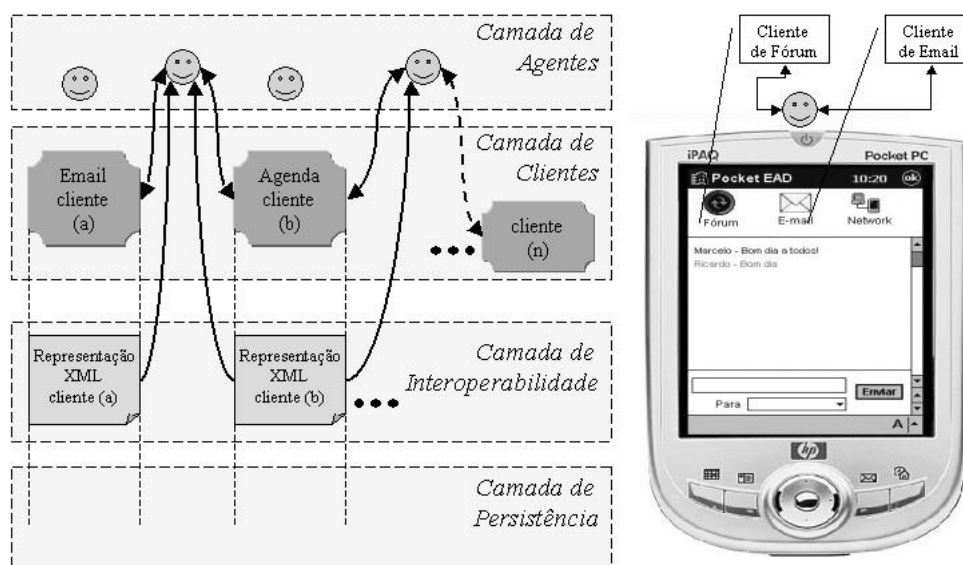 Camada de
Agentes
Camada de
Clientes
Email
cliente
(a)
Agenda
cliente
(b)
cliente
(n)
Representação
XML
cliente (a)
Representação
XML
cliente (b)
Camada de
Interoperabilidade
Camada de
Persistência
Cliente
de Fórum
Cliente
de Email
iPAQ
Pocket PC
Pocket EAD
10:20
ok
Fórum
E-mail
Network
Marcelo - Bom dia a todos!
Ricardo - Bom dia
Enviar
Para
A
hp